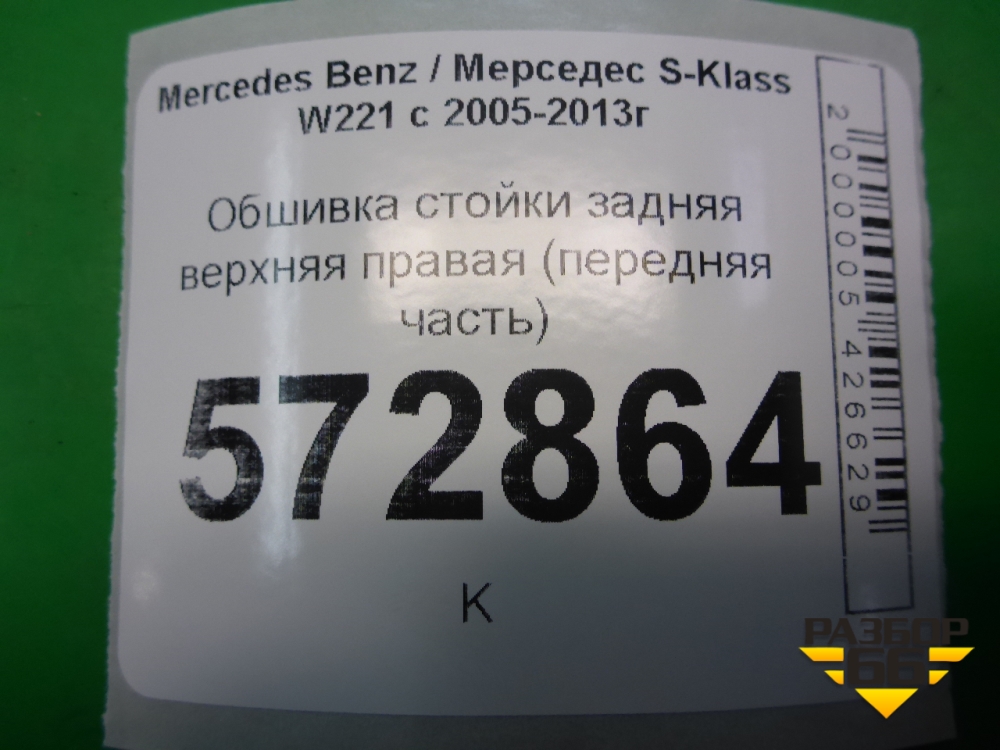 Mercedes Benz / Мерседес S-Klass
W221 с 2005-2013г
Обшивка стойки задняя
верхняя правая (передняя
часть)
572864
К
2000005426629
РАЗБОР
66